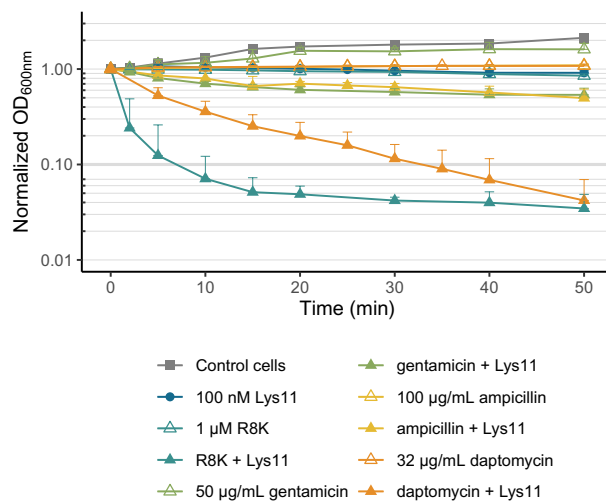 Normalized OD600nm
1.00
0.10
0.01
0 10 20 30 40 50
Time (min)
Control cells
100 nM Lys11
1 µM R8K
R8K + Lys11
50 µg/mL gentamicin
gentamicin + Lys11
100 µg/mL ampicillin
ampicillin + Lys11
32 µg/mL daptomycin
daptomycin + Lys11